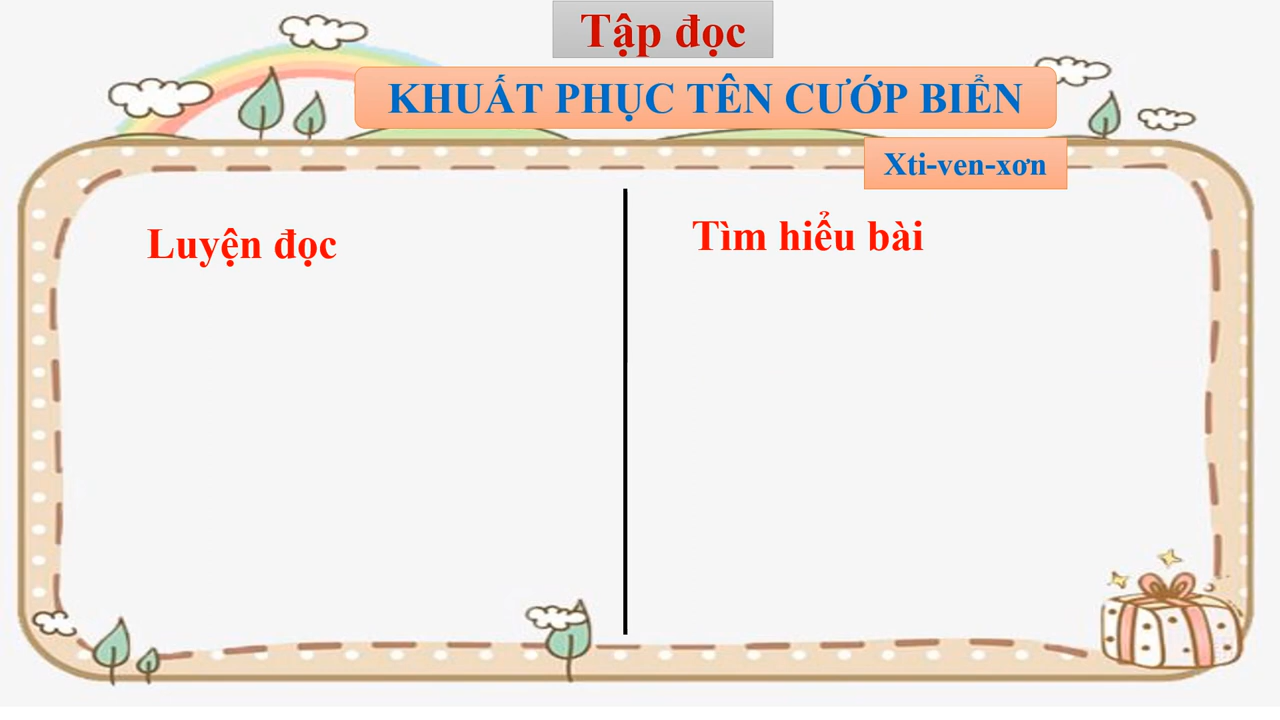 Tập đọc
KHUẤT PHỤC TÊN CƯỚP BIỂN
Xti-ven-xơn
Luyện đọc
Tìm hiểu bài